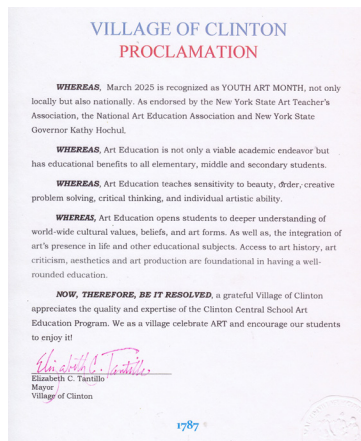 VILLAGE OF CLINTON
PROCLAMATION
WHEREAS, March 2025 is recognized as YOUTH ART MONTH, not only
locally but also nationally. As endorsed by the New York State Art Teacher's
Association, the National Art Education Association and New York State
Governor Kathy Hochul.
WHEREAS, Art Education is not only a viable academic endeavor but
has educational benefits to all elementary, middle and secondary students.
WHEREAS, Art Education teaches sensitivity to beauty, order, creative
problem solving, critical thinking, and individual artistic ability.
WHEREAS, Art Education opens students to deeper understanding of
world-wide cultural values, beliefs, and art forms. As well as, the integration of
art's presence in life and other educational subjects. Access to art history, art
criticism, aesthetics and art production are foundational in having a well-
rounded education.
NOW, THEREFORE, BE IT RESOLVED, a grateful Village of Clinton
appreciates the quality and expertise of the Clinton Central School Art
Education Program. We as a village celebrate ART and encourage our students
to enjoy it!
Elizabeth C. Tantillo
Elizabeth C. Tantillo
Mayor
Village of Clinton
1787